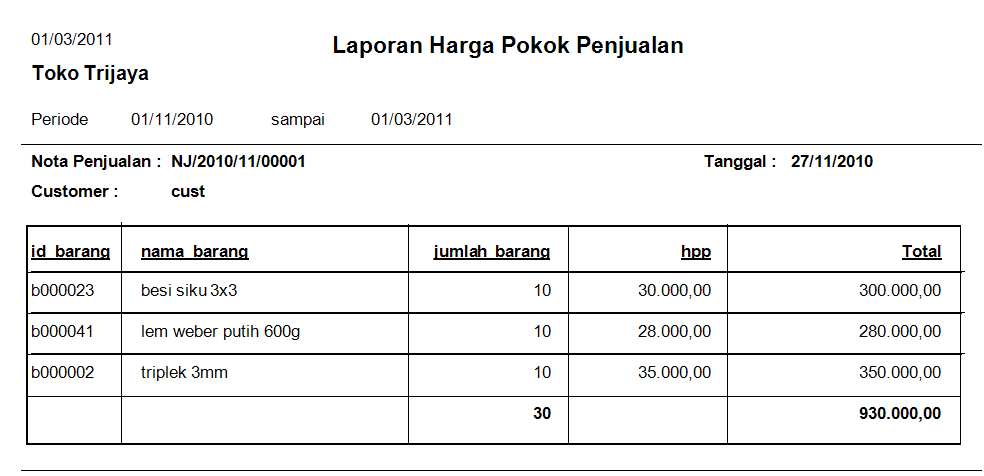 01/03/2011
Laporan Harga Pokok Penjualan
Toko Trijaya
Periode 01/11/2010 sampai 01/03/2011
Nota Penjualan : NJ/2010/11/00001 Tanggal : 27/11/2010
Customer : cust
id_barang nama_barang jumlah_barang hpp Total
b000023 besi siku 3x3 10 30.000,00 300.000,00
b000041 lem weber putih 600g 10 28.000,00 280.000,00
b000002 triplek 3mm 10 35.000,00 350.000,00
30 930.000,00